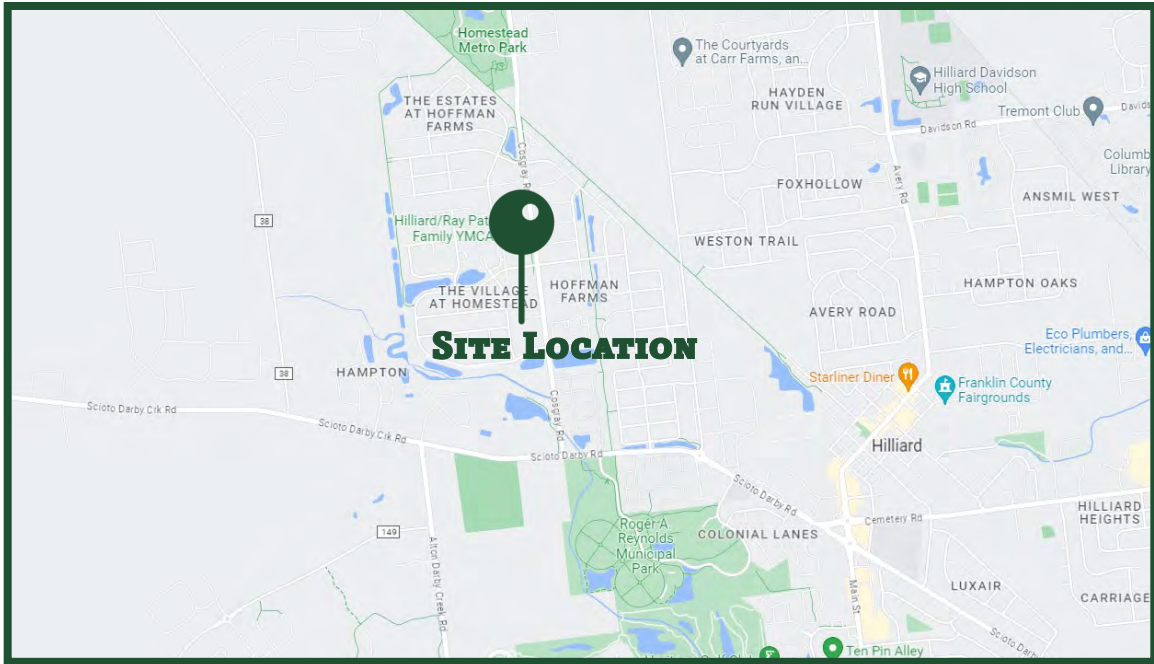 Homestead
Metro Park
The Courtyards
at Carr Farms, an...
Hilliard Davidson
High School
THE ESTATES
AT HOFFMAN
FARMS
HAYDEN
RUN VILLAGE
Tremont Club
Davidson Rd
Davids
Cosgray R
Avery Rd
Columb
Library
FOXHOLLOW
ANSMIL WEST
38
Hilliard/Ray Pat
Family YMCA
WESTON TRAIL
THE VILLAGE
AT HOMESTEAD
HOFFMAN
FARMS
HAMPTON OAKS
AVERY ROAD
SITE LOCATION
Eco Plumbers,
Electricians, and...
38
HAMPTON
Starliner Diner
Franklin County
Fairgrounds
Scioto Darby Crk Rd
Scioto Darby Crk Rd
Cosgray Rd
Scioto Darby Rd
Hilliard
Scioto Darby Rd
Cemetery Rd
HILLIARD
HEIGHTS
149
Alton Darby Creek Rd
Roger A
Reynolds
Municipal
Park
COLONIAL LANES
Main St
LUXAIR
CARRIAGE
Scioto Darby
Ten Pin Alley